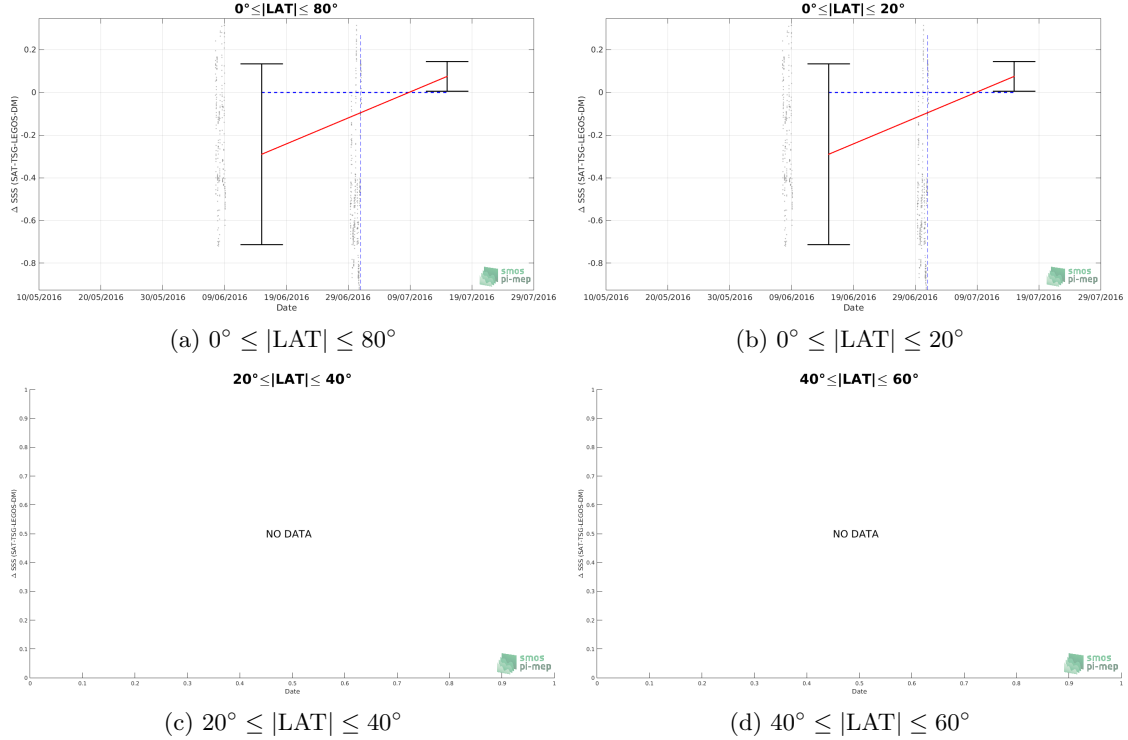 0°≤|LAT|≤ 80°
Δ SSS (SAT-TSG-LEGOS-DM)
0.2
0
-0.2
-0.4
-0.6
-0.8
10/05/2016 20/05/2016 30/05/2016 09/06/2016 19/06/2016 29/06/2016 09/07/2016 19/07/2016 29/07/2016
Date
smos
pi-mep
(a) 0° ≤ |LAT| ≤ 80°
0°≤|LAT|≤ 20°
Δ SSS (SAT-TSG-LEGOS-DM)
0.2
0
-0.2
-0.4
-0.6
-0.8
10/05/2016 20/05/2016 30/05/2016 09/06/2016 19/06/2016 29/06/2016 09/07/2016 19/07/2016 29/07/2016
Date
smos
pi-mep
(b) 0° ≤ |LAT| ≤ 20°
20°≤|LAT|≤ 40°
Δ SSS (SAT-TSG-LEGOS-DM)
1
0.9
0.8
0.7
0.6
0.5
0.4
0.3
0.2
0.1
0
NO DATA
0 0.1 0.2 0.3 0.4 0.5 0.6 0.7 0.8 0.9 1
Date
smos
pi-mep
(c) 20° ≤ |LAT| ≤ 40°
40°≤|LAT|≤ 60°
Δ SSS (SAT-TSG-LEGOS-DM)
1
0.9
0.8
0.7
0.6
0.5
0.4
0.3
0.2
0.1
0
NO DATA
0 0.1 0.2 0.3 0.4 0.5 0.6 0.7 0.8 0.9 1
Date
smos
pi-mep
(d) 40° ≤ |LAT| ≤ 60°